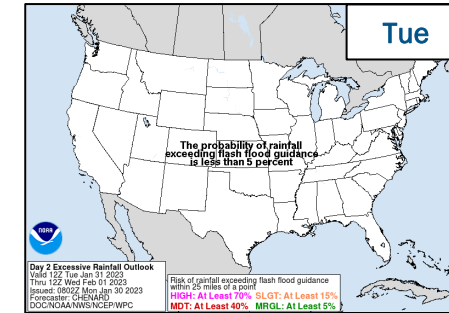 Tue
The probability of rainfall
exceeding flash flood guidance
is less than 5 percent
NOAA
Day 2 Excessive Rainfall Outlook
Valid 12Z Tue Jan 31 2023
Thru 12Z Wed Feb 01 2023
Issued: 0802Z Mon Jan 30 2023
Forecaster: CHENARD
DOC/NOAA/NWS/NCEP/WPC
Risk of rainfall exceeding flash flood guidance
within 25 miles of a point
HIGH: At Least 70% SLGT: At Least 15%
MDT: At Least 40% MRGL: At Least 5%